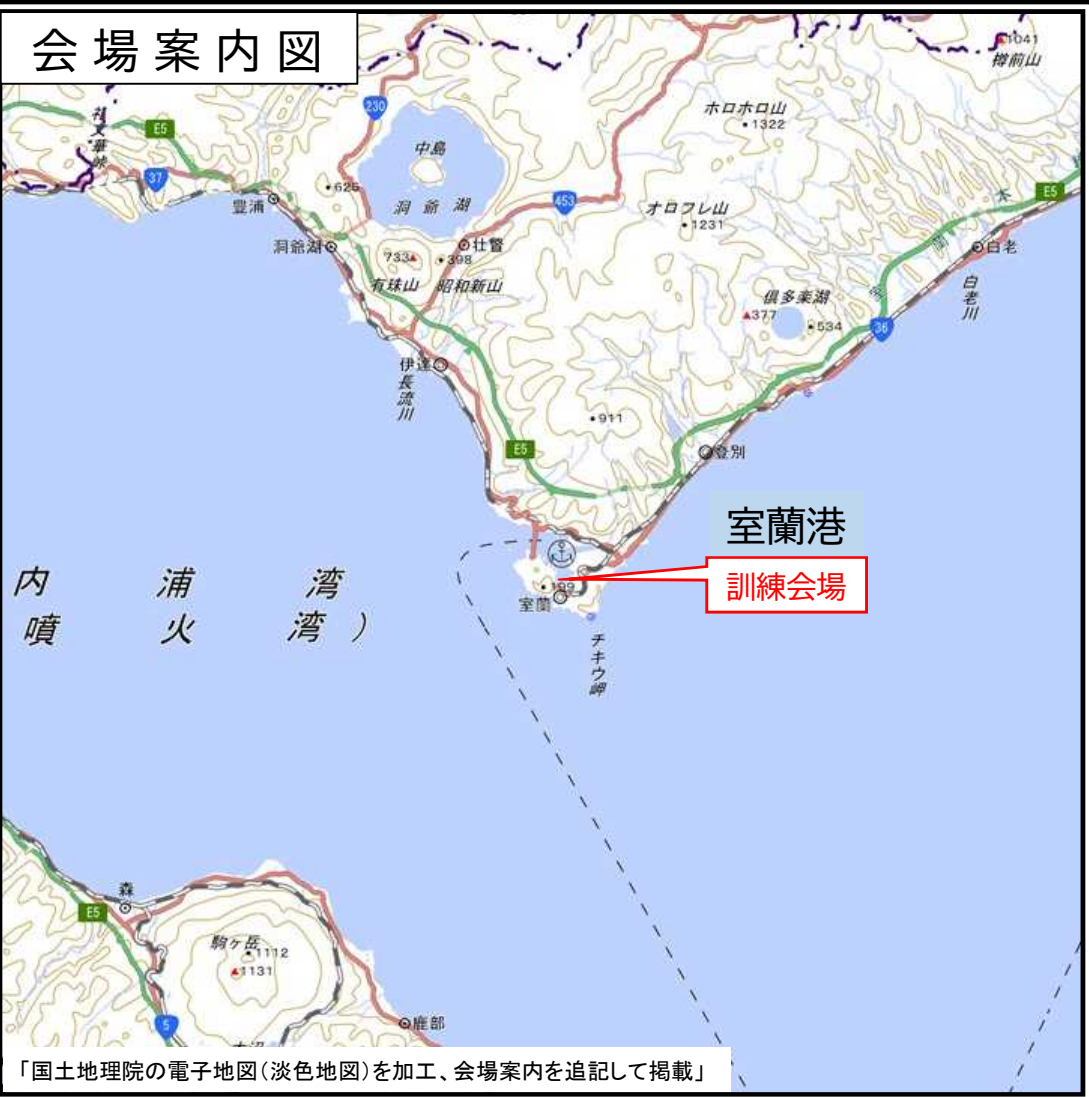 会場案内図
1041
樽前山
230
ホロホロ山
1322
礼文華峠
E5
中島
37
625
豊浦
洞爺湖
453
オロフレ山
1231
E5
洞爺湖
壮瞥
733
398
有珠山
昭和新山
白老
白老川
倶多楽湖
377
534
36
伊達
長流川
911
E5
登別
室蘭港
訓練会場
199
室蘭
チキウ岬
内浦湾
噴火湾)
森
E5
駒ヶ岳
1112
1131
5
鹿部
「国土地理院の電子地図(淡色地図)を加工、会場案内を追記して掲載」